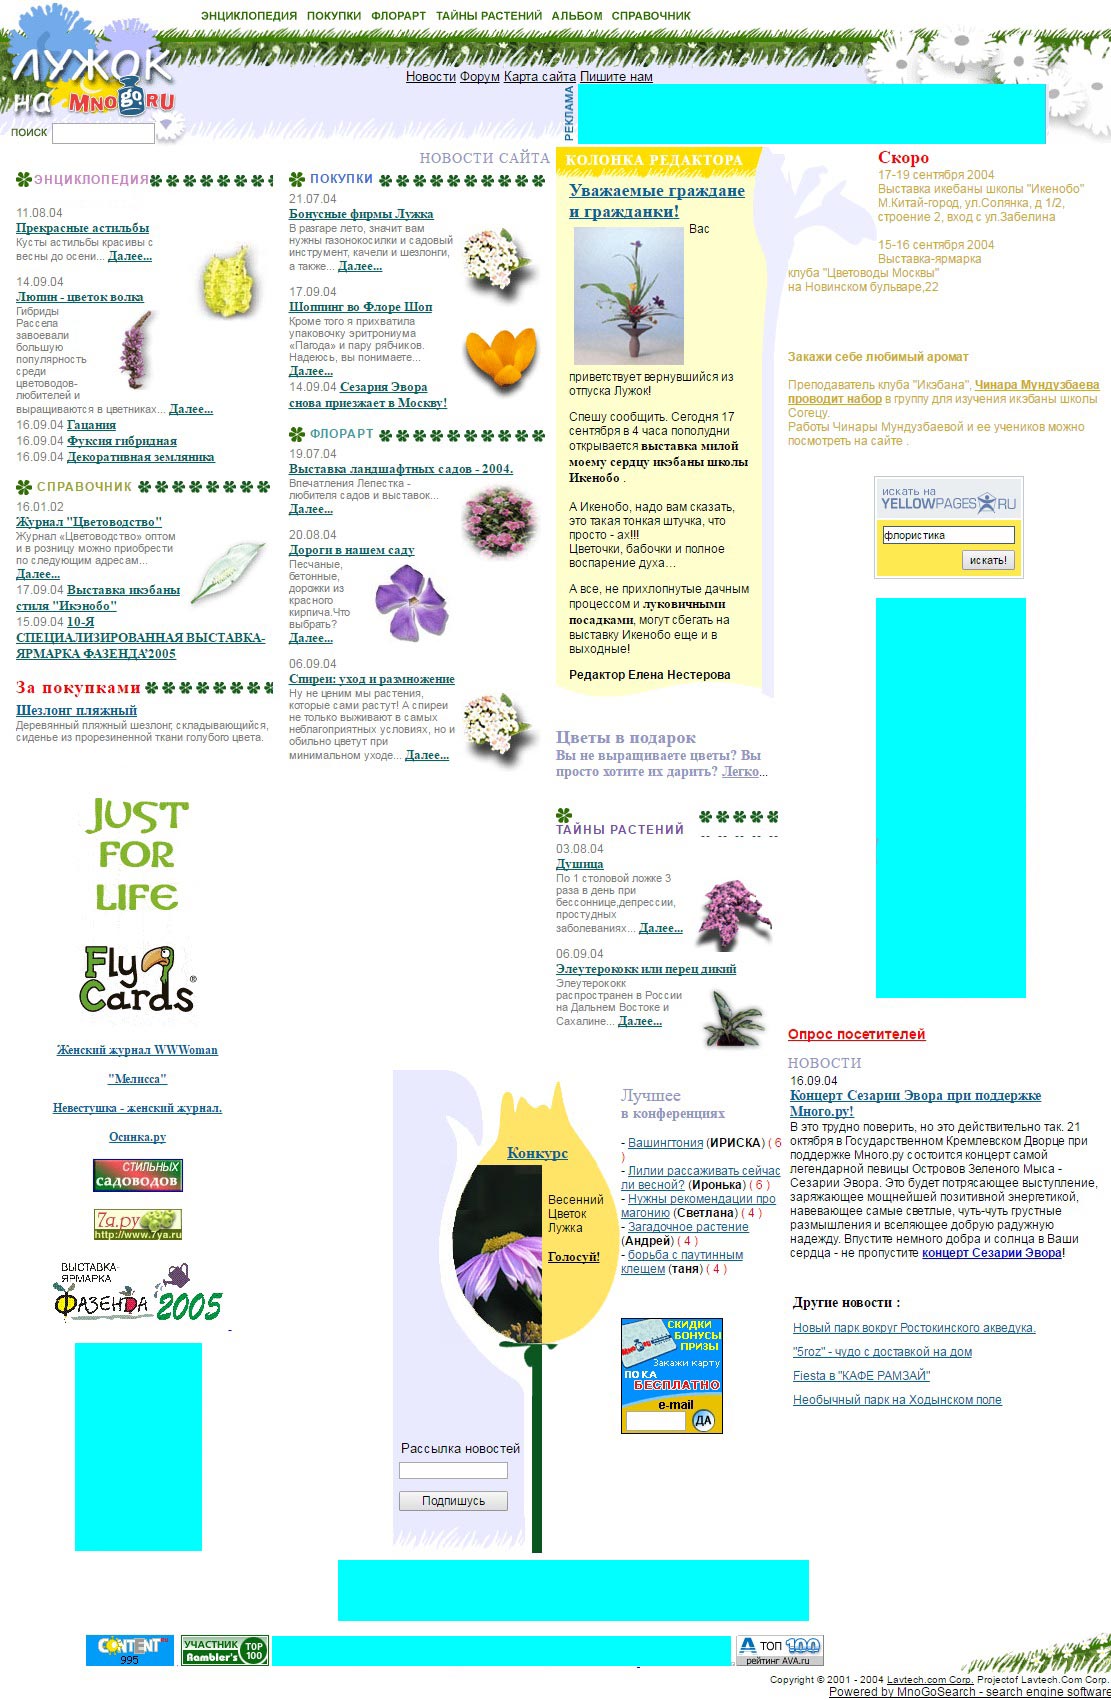 ЭНЦИКЛОПЕДИЯ ПОКУПКИ ФЛОРАРТ ТАЙНЫ РАСТЕНИЙ АЛЬБОМ СПРАВОЧНИК
ЛУЖОК
на MnogoRU
Новости Форум Карта сайта Пишите нам
РЕКЛАМА
ПОИСК
НОВОСТИ САЙТА
ЭНЦИКЛОПЕДИЯ
11.08.04
Прекрасные астильбы
Кусты астильбы красивы с
весны до осени... Далее...
14.09.04
Люпин - цветок волка
Гибриды
Рассела
завоевали
большую
популярность
среди
цветоводов-
любителей и
выращиваются в цветниках... Далее...
16.09.04 Гацания
16.09.04 Фуксия гибридная
16.09.04 Декоративная земляника
СПРАВОЧНИК
16.01.02
Журнал "Цветоводство"
Журнал «Цветоводство» оптом
и в розницу можно приобрести
по следующим адресам...
Далее...
17.09.04 Выставка икебаны
стиля "Икэнобо"
15.09.04 10-Я
СПЕЦИАЛИЗИРОВАННАЯ ВЫСТАВКА-
ЯРМАРКА ФАЗЕНДА'2005
За покупками
Шезлонг пляжный
Деревянный пляжный шезлонг, складывающийся,
сиденье из прорезиненной ткани голубого цвета.
JUST
FOR
LIFE
Fly
Cards®
Женский журнал WWWoman
"Мелисса"
Невестушка - женский журнал.
Осинка.ру
СТИЛЬНЫХ
САДОВОДОВ
7а.ру
http://www.7ya.ru
ВЫСТАВКА-
ЯРМАРКА
ФАЗЕНДА 2005
ПОКУПКИ
21.07.04
Бонусные фирмы Лужка
В разгаре лето, значит вам
нужны газонокосилки и садовый
инструмент, качели и шезлонги,
а также... Далее...
17.09.04
Шоппинг во Флоре Шоп
Кроме того я прихватила
упаковочку эритрониума
«Пагода» и пару рябчиков.
Надеюсь, вы понимаете...
Далее...
14.09.04 Сезария Эвора
снова приезжает в Москву!
ФЛОРАРТ
19.07.04
Выставка ландшафтных садов - 2004.
Впечатления Лепестка -
любителя садов и выставок...
Далее...
20.08.04
Дороги в нашем саду
Песчаные,
бетонные,
дорожки из
красного
кирпича.Что
выбрать?
Далее...
06.09.04
Спиреи: уход и размножение
Ну не ценим мы растения,
которые сами растут! А спиреи
не только выживают в самых
неблагоприятных условиях, но и
обильно цветут при
минимальном уходе... Далее...
КОЛОНКА РЕДАКТОРА
Уважаемые граждане
и гражданки!
Вас
приветствует вернувшийся из
отпуска Лужок!
Спешу сообщить. Сегодня 17
сентября в 4 часа пополудни
открывается выставка милой
моему сердцу икэбаны школы
Икенобо .
А Икенобо, надо вам сказать,
это такая тонкая штучка, что
просто - ах!!!
Цветочки, бабочки и полное
воспарение духа...
А все, не прихлопнутые дачным
процессом и луковичными
посадками, могут сбегать на
выставку Икенобо еще и в
выходные!
Редактор Елена Нестерова
Цветы в подарок
Вы не выращиваете цветы? Вы
просто хотите их дарить? Легко...
ТАЙНЫ РАСТЕНИЙ
03.08.04
Душица
По 1 столовой ложке 3
раза в день при
бессоннице,депрессии,
простудных
заболеваниях... Далее...
06.09.04
Элеутерококк или перец дикий
Элеутерококк
распространен в России
на Дальнем Востоке и
Сахалине... Далее...
Скоро
17-19 сентября 2004
Выставка икебаны школы "Икенобо"
М.Китай-город, ул.Солянка, д 1/2,
строение 2, вход с ул.Забелина
15-16 сентября 2004
Выставка-ярмарка
клуба "Цветоводы Москвы"
на Новинском бульваре,22
Закажи себе любимый аромат
Преподаватель клуба "Икэбана", Чинара Мундузбаева
проводит набор в группу для изучения икэбаны школы
Согецу.
Работы Чинары Мундузбаевой и ее учеников можно
посмотреть на сайте .
искать на
YELLOWPAGES.RU
флористика
искать!
Опрос посетителей
НОВОСТИ
16.09.04
Концерт Сезарии Эвора при поддержке
Много.ру!
В это трудно поверить, но это действительно так. 21
октября в Государственном Кремлевском Дворце при
поддержке Много.ру состоится концерт самой
легендарной певицы Островов Зеленого Мыса -
Сезарии Эвора. Это будет потрясающее выступление,
заряжающее мощнейшей позитивной энергетикой,
навевающее самые светлые, чуть-чуть грустные
размышления и вселяющее добрую радужную
надежду. Впустите немного добра и солнца в Ваши
сердца - не пропустите концерт Сезарии Эвора!
Другие новости :
Новый парк вокруг Ростокинского акведука.
"5roz" - чудо с доставкой на дом
Fiesta в "КАФЕ РАМЗАЙ"
Необычный парк на Ходынском поле
Конкурс
Весенний
Цветок
Лужка
Голосуй!
Лучшее
в конференциях
- Вашингтония (ИРИСКА) ( 6
)
- Лилии рассаживать сейчас
ли весной? (Иронька) ( 6 )
- Нужны рекомендации про
магонию (Светлана) ( 4 )
- Загадочное растение
(Андрей) ( 4 )
- борьба с паутинным
клещем (таня) ( 4 )
СКИДКИ
БОНУСЫ
ПРИЗЫ
Закажи карту
ПОКА
БЕСПЛАТНО
e-mail
ДА
Рассылка новостей
Подпишусь
CONTENT
995
УЧАСТНИК
Rambler's
TOP
100
ТОП 100
рейтинг AVA.ru
Copyright © 2001 - 2004 Lavtech.com Corp. Projectof Lavtech.Com Corp.
Powered by MnoGoSearch - search engine software